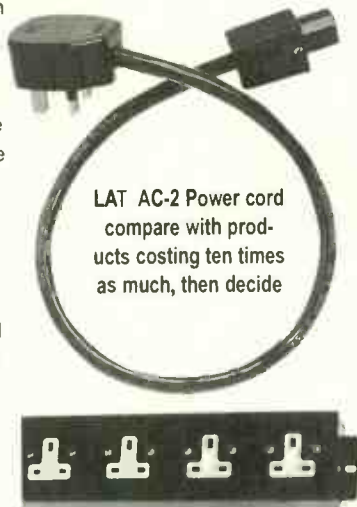 LAT AC-2 Power cord
compare with prod-
ucts costing ten times
as much, then decide